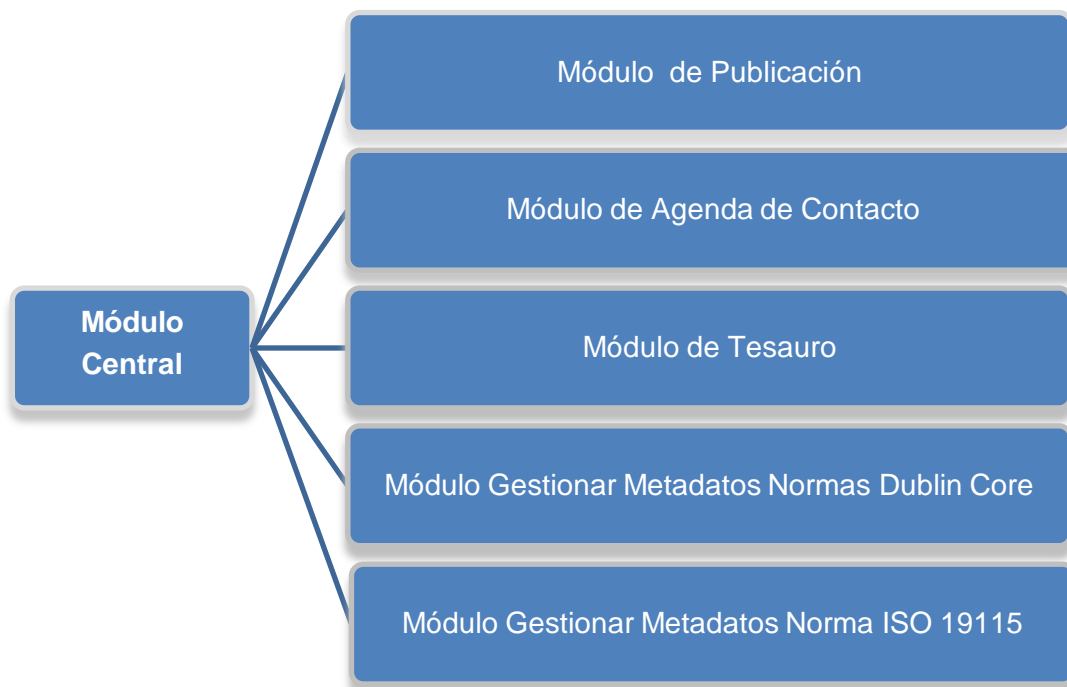 Módulo de Publicación
Módulo de Agenda de Contacto
Módulo
Central
Módulo de Tesauro
Módulo Gestionar Metadatos Normas Dublin Core
Módulo Gestionar Metadatos Norma ISO 19115